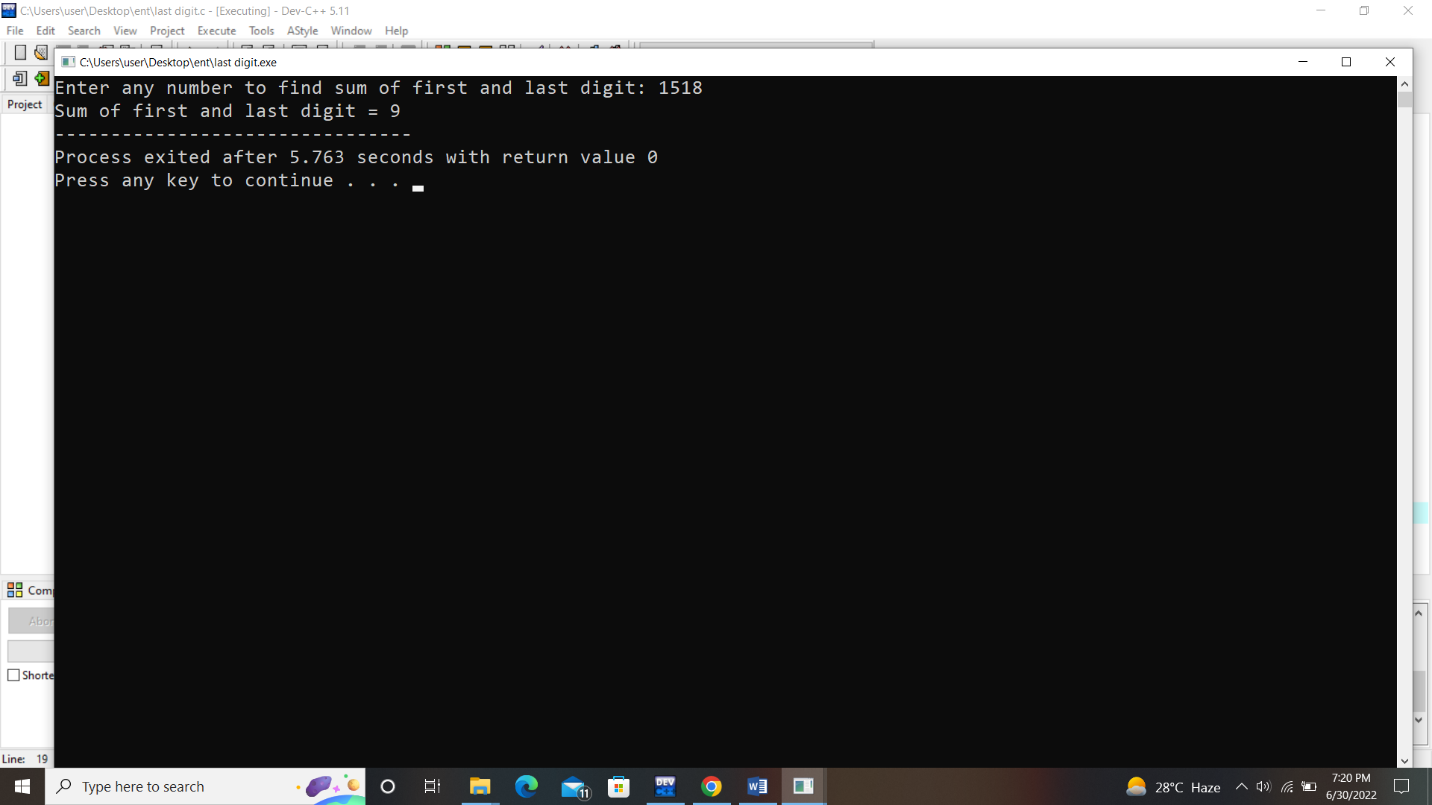 C:\Users\user\Desktop\ent\last digit.c - [Executing] - Dev-C++ 5.11
File Edit Search View Project Execute Tools AStyle Window Help
C:\Users\user\Desktop\ent\last digit.exe
Enter any number to find sum of first and last digit: 1518
Project
Sum of first and last digit = 9
--------------------------------
Process exited after 5.763 seconds with return value 0
Press any key to continue . . .
Shorte
Line: 19
Type here to search
DEV
11
W
28°C Haze
7:20 PM
6/30/2022